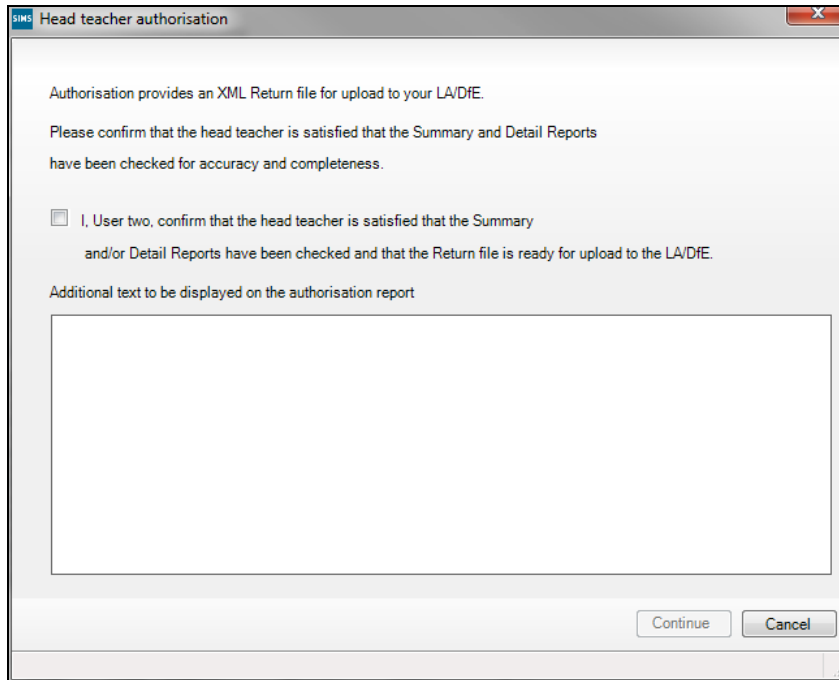 SIMS Head teacher authorisation
Authorisation provides an XML Return file for upload to your LA/DfE.
Please confirm that the head teacher is satisfied that the Summary and Detail Reports
have been checked for accuracy and completeness.
I, User two, confirm that the head teacher is satisfied that the Summary
and/or Detail Reports have been checked and that the Return file is ready for upload to the LA/DfE.
Additional text to be displayed on the authorisation report
Continue Cancel